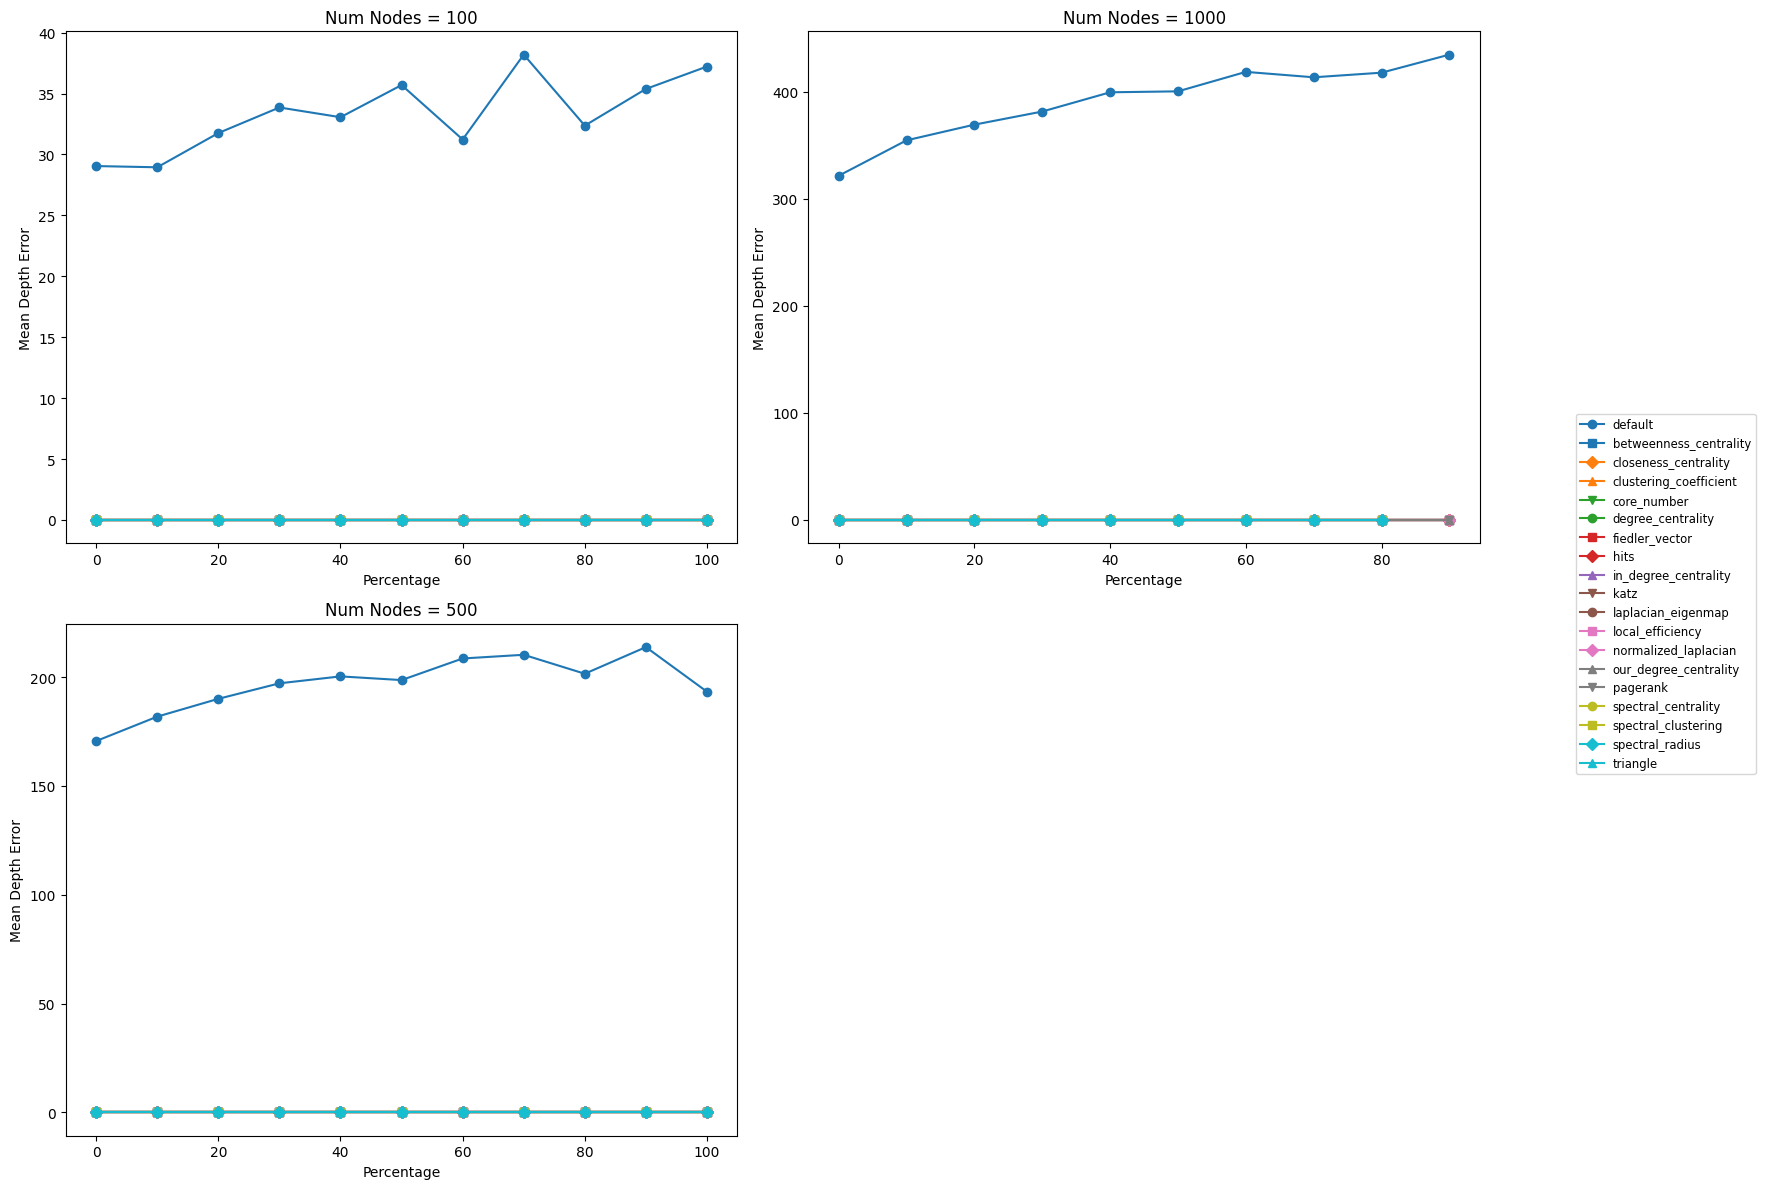 Num Nodes = 100
40
35
30
25
20
15
10
5
0
Mean Depth Error
0 20 40 60 80 100
Percentage
Num Nodes = 1000
400
300
200
100
0
Mean Depth Error
0 20 40 60 80
Percentage
Num Nodes = 500
200
150
100
50
0
Mean Depth Error
0 20 40 60 80 100
Percentage
default
betweenness_centrality
closeness_centrality
clustering_coefficient
core_number
degree_centrality
fiedler_vector
hits
in_degree_centrality
katz
laplacian_eigenmap
local_efficiency
normalized_laplacian
our_degree_centrality
pagerank
spectral_centrality
spectral_clustering
spectral_radius
triangle